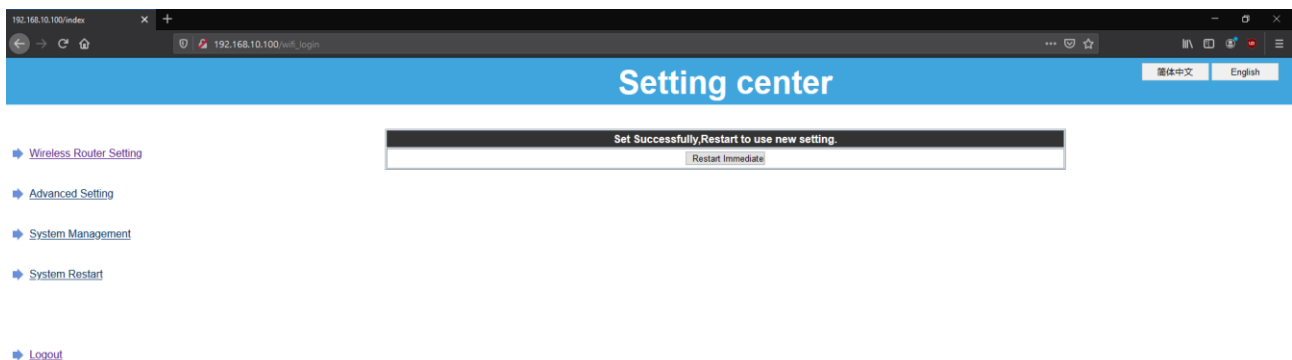 192.168.10.100/index
192.168.10.100/wifi_login
Setting center
简体中文
English
Set Successfully,Restart to use new setting.
Restart Immediate
Wireless Router Setting
Advanced Setting
System Management
System Restart
Logout